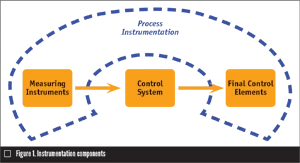 Process
Instrumentation
Measuring
Instruments
Control
System
Final Control
Elements
Figure 1. Instrumentation components